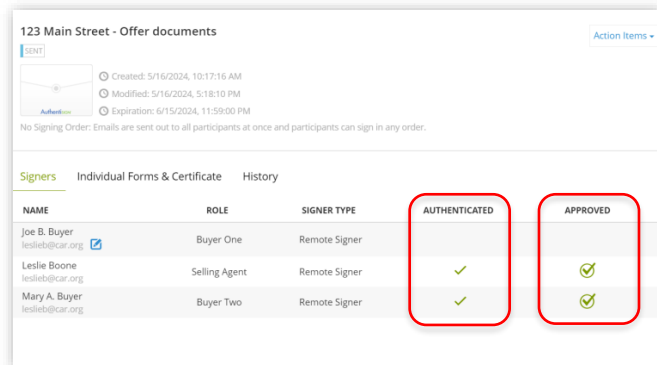 123 Main Street - Offer documents
Action Items
SENT
Created: 5/16/2024, 10:17:16 AM
Modified: 5/16/2024, 5:18:10 PM
Expiration: 6/15/2024, 11:59:00 PM
No Signing Order: Emails are sent out to all participants at once and participants can sign in any order.
Signers Individual Forms & Certificate History
NAME ROLE SIGNER TYPE AUTHENTICATED APPROVED
Joe B. Buyer
leslieb@car.org
Buyer One Remote Signer
Leslie Boone
leslieb@car.org
Selling Agent Remote Signer
Mary A. Buyer
leslieb@car.org
Buyer Two Remote Signer